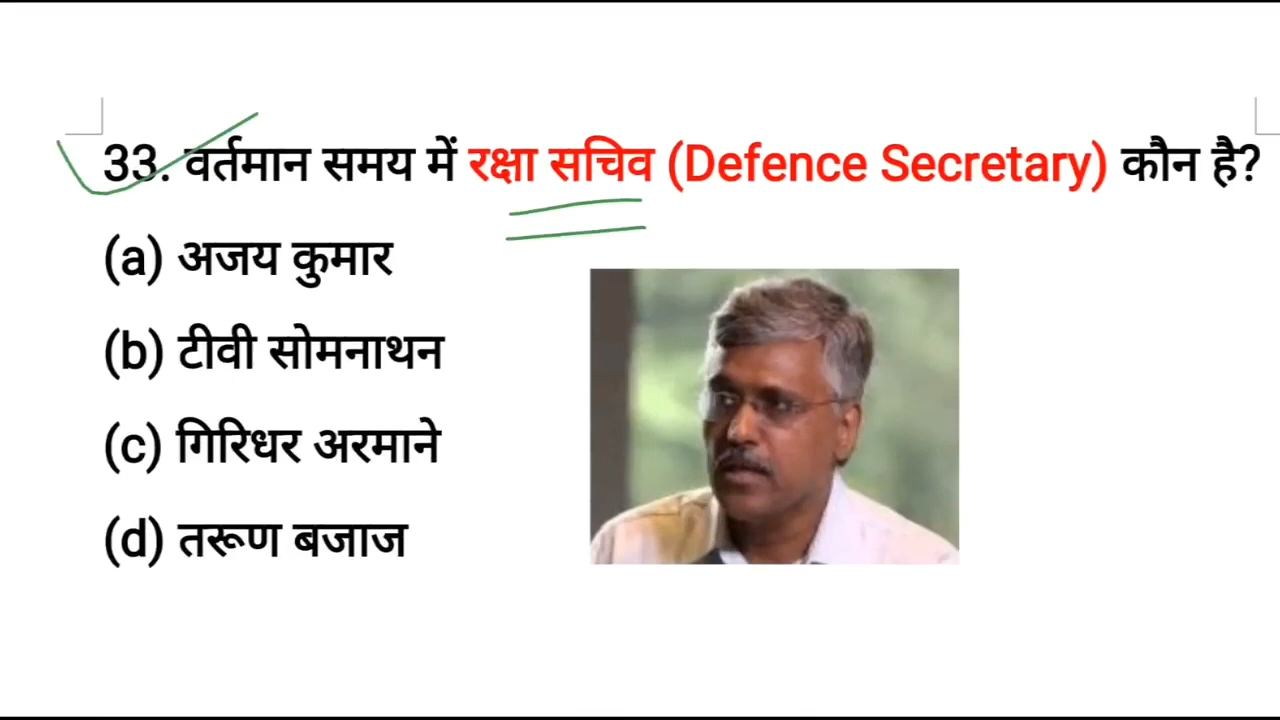 33. वर्तमान समय में रक्षा सचिव (Defence Secretary) कौन है?
(a) अजय कुमार
(b) टीवी सोमनाथन
(c) गिरिधर अरमाने
(d) तरूण बजाज